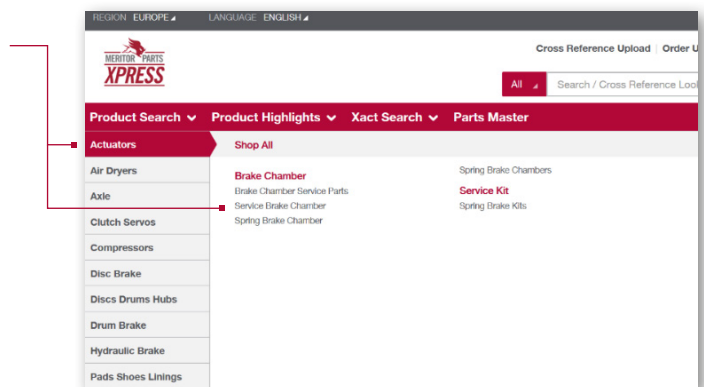 REGION EUROPE LANGUAGE ENGLISH
MERITOR PARTS
XPRESS
Cross Reference Upload Order U
All Search / Cross Reference Loo
Product Search Product Highlights Xact Search Parts Master
Actuators
Air Dryers
Axle
Clutch Servos
Compressors
Disc Brake
Discs Drums Hubs
Drum Brake
Hydraulic Brake
Pads Shoes Linings
Shop All
Brake Chamber
Brake Chamber Service Parts
Service Brake Chamber
Spring Brake Chamber
Spring Brake Chambers
Service Kit
Spring Brake Kits